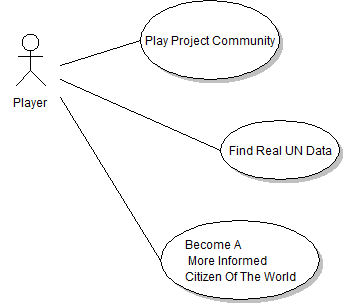 Play Project Community
Player
Find Real UN Data
Become A
More Informed
Citizen Of The World